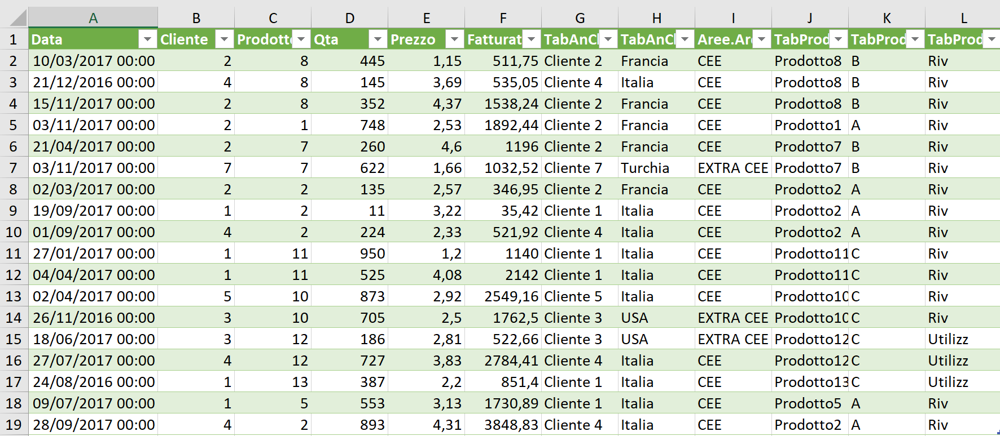 A B C D E F G H I J K L
1 Data Cliente Prodotto Qta Prezzo Fatturat TabAnCl TabAnCl Aree.Are TabProd TabProd TabProd
2 10/03/2017 00:00 2 8 445 1,15 511,75 Cliente 2 Francia CEE Prodotto8 B Riv
3 21/12/2016 00:00 4 8 145 3,69 535,05 Cliente 4 Italia CEE Prodotto8 B Riv
4 15/11/2017 00:00 2 8 352 4,37 1538,24 Cliente 2 Francia CEE Prodotto8 B Riv
5 03/11/2017 00:00 2 1 748 2,53 1892,44 Cliente 2 Francia CEE Prodotto1 A Riv
6 21/04/2017 00:00 2 7 260 4,6 1196 Cliente 2 Francia CEE Prodotto7 B Riv
7 03/11/2017 00:00 7 7 622 1,66 1032,52 Cliente 7 Turchia EXTRA CEE Prodotto7 B Riv
8 02/03/2017 00:00 2 2 135 2,57 346,95 Cliente 2 Francia CEE Prodotto2 A Riv
9 19/09/2017 00:00 1 2 11 3,22 35,42 Cliente 1 Italia CEE Prodotto2 A Riv
10 01/09/2017 00:00 4 2 224 2,33 521,92 Cliente 4 Italia CEE Prodotto2 A Riv
11 27/01/2017 00:00 1 11 950 1,2 1140 Cliente 1 Italia CEE Prodotto11 C Riv
12 04/04/2017 00:00 1 11 525 4,08 2142 Cliente 1 Italia CEE Prodotto11 C Riv
13 02/04/2017 00:00 5 10 873 2,92 2549,16 Cliente 5 Italia CEE Prodotto10 C Riv
14 26/11/2016 00:00 3 10 705 2,5 1762,5 Cliente 3 USA EXTRA CEE Prodotto10 C Riv
15 18/06/2017 00:00 3 12 186 2,81 522,66 Cliente 3 USA EXTRA CEE Prodotto12 C Utilizz
16 27/07/2017 00:00 4 12 727 3,83 2784,41 Cliente 4 Italia CEE Prodotto12 C Utilizz
17 24/08/2016 00:00 1 13 387 2,2 851,4 Cliente 1 Italia CEE Prodotto13 C Utilizz
18 09/07/2017 00:00 1 5 553 3,13 1730,89 Cliente 1 Italia CEE Prodotto5 A Riv
19 28/09/2017 00:00 4 2 893 4,31 3848,83 Cliente 4 Italia CEE Prodotto2 A Riv